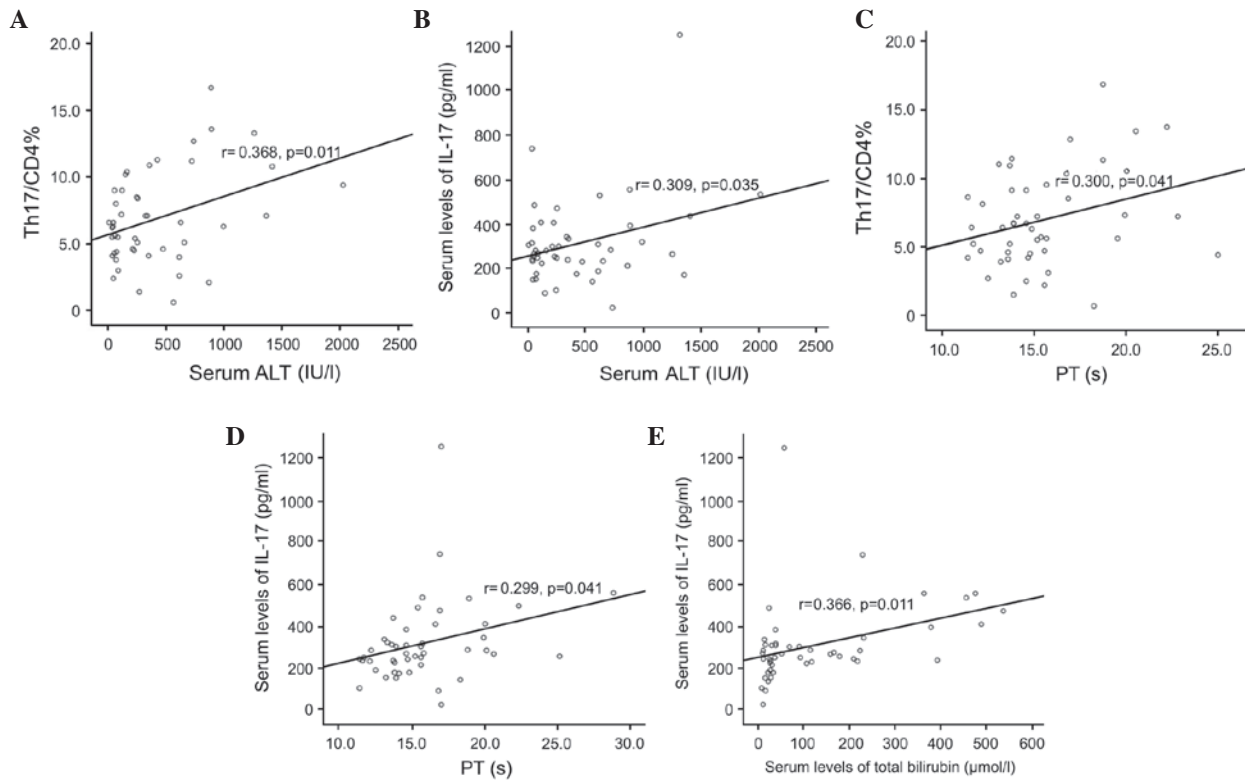 A
20.0
15.0
10.0
5.0
0
Th17/CD4%
r= 0.368, p=0.011
0 500 1000 1500 2000 2500
Serum ALT (IU/l)
B
1200
1000
800
600
400
200
0
Serum levels of IL-17 (pg/ml)
r= 0.309, p=0.035
0 500 1000 1500 2000 2500
Serum ALT (IU/l)
C
20.0
15.0
10.0
5.0
0
Th17/CD4%
r= 0.300, p=0.041
10.0 15.0 20.0 25.0
PT (s)
D
1200
1000
800
600
400
200
0
Serum levels of IL-17 (pg/ml)
r= 0.299, p=0.041
10.0 15.0 20.0 25.0 30.0
PT (s)
E
1200
1000
800
600
400
200
0
Serum levels of IL-17 (pg/ml)
r=0.366, p=0.011
0 100 200 300 400 500 600
Serum levels of total bilirubin (μmol/l)